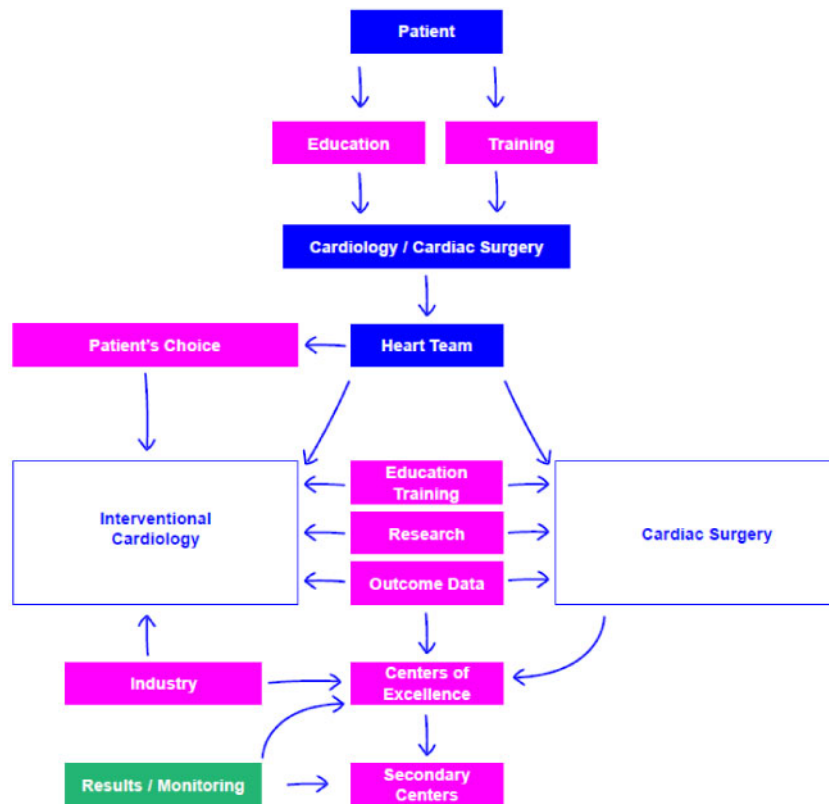 Patient
Education
Training
Cardiology / Cardiac Surgery
Patient's Choice
Heart Team
Interventional
Cardiology
Education
Training
Research
Outcome Data
Cardiac Surgery
Industry
Centers of
Excellence
Results / Monitoring
Secondary
Centers